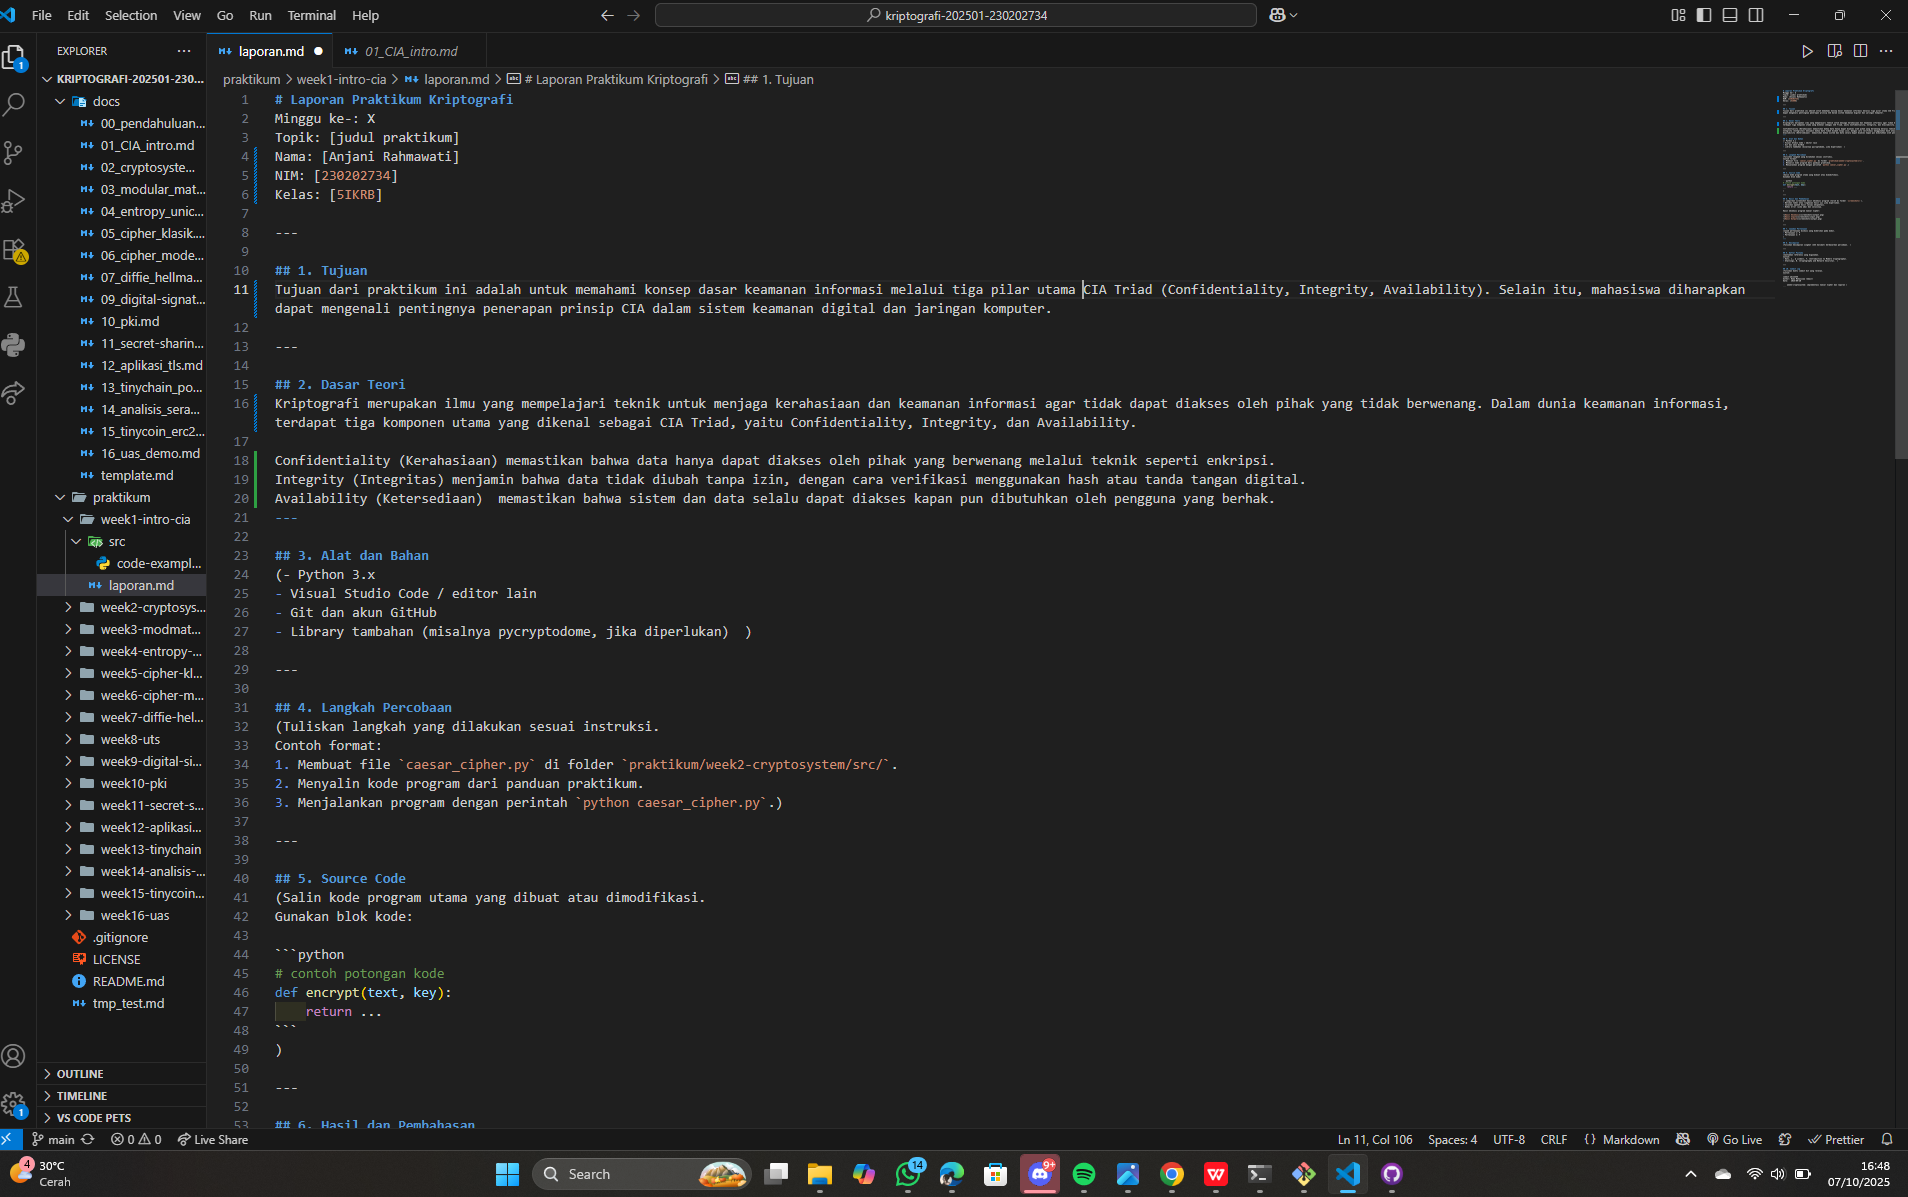 File Edit Selection View Go Run Terminal Help
kriptografi-202501-230202734
EXPLORER
KRIPTOGRAFI-202501-230...
docs
00_pendahuluan...
01_CIA_intro.md
02_cryptosyste...
03_modular_mat...
04_entropy_unic...
05_cipher_klasik....
06_cipher_mode...
07_diffie_hellma...
09_digital-signat...
10_pki.md
11_secret-sharin...
12_aplikasi_tls.md
13_tinychain_po...
14_analisis_sera...
15_tinycoin_erc2...
16_uas_demo.md
template.md
praktikum
week1-intro-cia
src
code-exampl...
laporan.md
week2-cryptosys...
week3-modmat...
week4-entropy-...
week5-cipher-kl...
week6-cipher-m...
week7-diffie-hel...
week8-uts
week9-digital-si...
week10-pki
week11-secret-s...
week12-aplikasi...
week13-tinychain
week14-analisis-...
week15-tinycoin...
week16-uas
.gitignore
LICENSE
README.md
tmp_test.md
OUTLINE
TIMELINE
VS CODE PETS
laporan.md 01_CIA_intro.md
praktikum > week1-intro-cia > laporan.md > # Laporan Praktikum Kriptografi > ## 1. Tujuan
1 # Laporan Praktikum Kriptografi
2 Minggu ke-: X
3 Topik: [judul praktikum]
4 Nama: [Anjani Rahmawati]
5 NIM: [230202734]
6 Kelas: [5IKRB]
7
8 ---
9
10 ## 1. Tujuan
11 Tujuan dari praktikum ini adalah untuk memahami konsep dasar keamanan informasi melalui tiga pilar utama CIA Triad (Confidentiality, Integrity, Availability). Selain itu, mahasiswa diharapkan
dapat mengenali pentingnya penerapan prinsip CIA dalam sistem keamanan digital dan jaringan komputer.
12
13 ---
14
15 ## 2. Dasar Teori
16 Kriptografi merupakan ilmu yang mempelajari teknik untuk menjaga kerahasiaan dan keamanan informasi agar tidak dapat diakses oleh pihak yang tidak berwenang. Dalam dunia keamanan informasi,
terdapat tiga komponen utama yang dikenal sebagai CIA Triad, yaitu Confidentiality, Integrity, dan Availability.
17
18 Confidentiality (Kerahasiaan) memastikan bahwa data hanya dapat diakses oleh pihak yang berwenang melalui teknik seperti enkripsi.
19 Integrity (Integritas) menjamin bahwa data tidak diubah tanpa izin, dengan cara verifikasi menggunakan hash atau tanda tangan digital.
20 Availability (Ketersediaan)  memastikan bahwa sistem dan data selalu dapat diakses kapan pun dibutuhkan oleh pengguna yang berhak.
21 ---
22
23 ## 3. Alat dan Bahan
24 (- Python 3.x
25 - Visual Studio Code / editor lain
26 - Git dan akun GitHub
27 - Library tambahan (misalnya pycryptodome, jika diperlukan)  )
28
29 ---
30
31 ## 4. Langkah Percobaan
32 (Tuliskan langkah yang dilakukan sesuai instruksi.
33 Contoh format:
34 1. Membuat file `caesar_cipher.py` di folder `praktikum/week2-cryptosystem/src/`.
35 2. Menyalin kode program dari panduan praktikum.
36 3. Menjalankan program dengan perintah `python caesar_cipher.py`.)
37
38 ---
39
40 ## 5. Source Code
41 (Salin kode program utama yang dibuat atau dimodifikasi.
42 Gunakan blok kode:
43
44 ```python
45 # contoh potongan kode
46 def encrypt(text, key):
47     return ...
48 ```
49 )
50
51 ---
52
53 ## 6. Hasil dan Pembahasan
main 0 0 Live Share
Ln 11, Col 106 Spaces: 4 UTF-8 CRLF {} Markdown Go Live Prettier
4 30°C
Cerah
Search
14
9+
16:48
07/10/2025